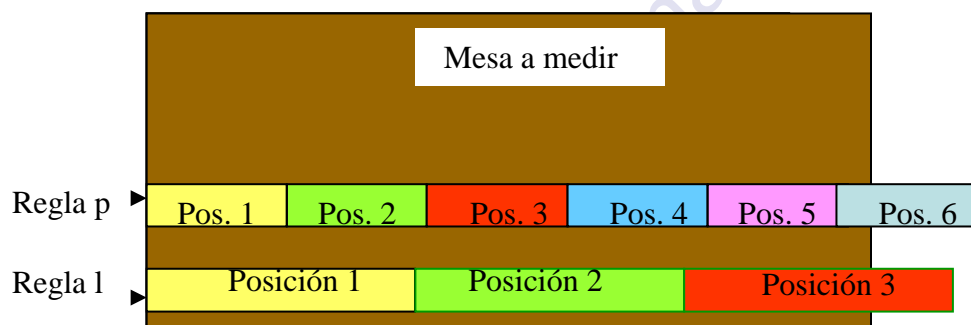 Mesa a medir
Regla p
Pos. 1 Pos. 2 Pos. 3 Pos. 4 Pos. 5 Pos. 6
Regla l
Posición 1 Posición 2 Posición 3